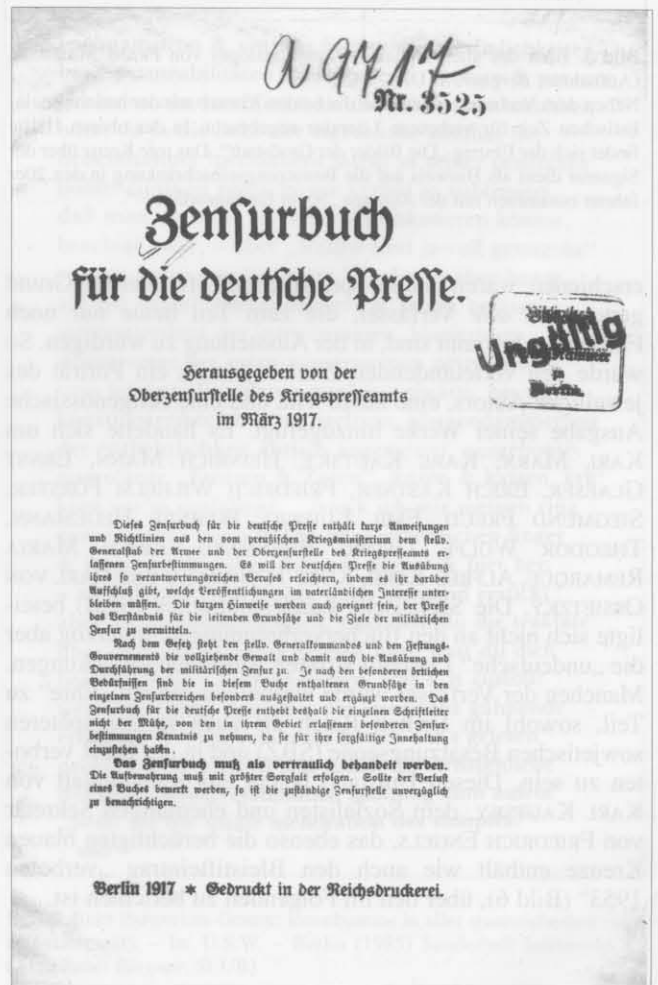 Nr. 3525
Zensurbuch
für die deutsche Presse.
Ungültig
Herausgegeben von der
Oberzensurstelle des Kriegspresseamts
im März 1917.
Dieses Zensurbuch für die deutsche Presse enthält kurze Anweisungen
und Richtlinien aus den vom preußischen Kriegsministerium dem stellv.
Generalstab der Armee und der Oberzensurstelle des Kriegspresseamts er-
lassenen Zensurbestimmungen. Es will der deutschen Presse die Ausübung
ihres so verantwortungsreichen Berufes erleichtern, indem es ihr darüber
Aufschluß gibt, welche Veröffentlichungen im vaterländischen Interesse unter-
bleiben müssen. Die kurzen Hinweise werden auch geeignet sein, der Presse
das Verständnis für die leitenden Grundsätze und die Ziele der militärischen
Zensur zu vermitteln.
Nach dem Gesetz steht den stellv. Generalkommandos und den Festungs-
Gouvernements die vollziehende Gewalt und damit auch die Ausübung und
Durchführung der militärischen Zensur zu. Je nach den besonderen örtlichen
Bedürfnissen sind die in diesem Buche enthaltenen Grundsätze in den
einzelnen Zensurbereichen besonders ausgestaltet und ergänzt worden. Das
Zensurbuch für die deutsche Presse enthebt deshalb die einzelnen Schriftleiter
nicht der Mühe, von den in ihrem Gebiet erlassenen besonderen Zensur-
bestimmungen Kenntnis zu nehmen, da sie für ihre sorgfältige Innehaltung
einzustehen haben.
Das Zensurbuch muß als vertraulich behandelt werden.
Die Aufbewahrung muß mit größter Sorgfalt erfolgen. Sollte der Verlust
eines Buches bemerkt werden, so ist die zuständige Zensurstelle unverzüglich
zu benachrichtigen.
Berlin 1917 * Gedruckt in der Reichsdruckerei.